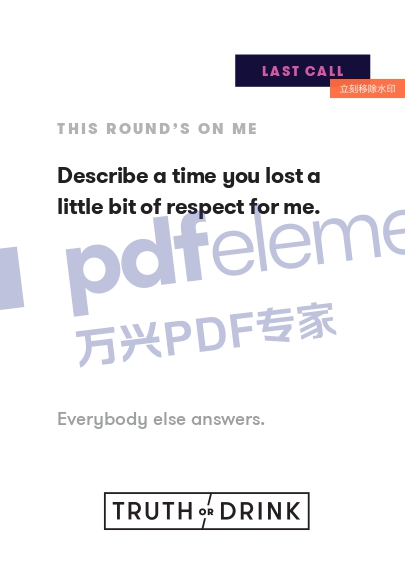 LAST CALL
立刻移除水印
THIS ROUND’S ON ME
Describe a time you lost a
little bit of respect for me.
pdfeleme
万兴PDF专家
Everybody else answers.
TRUTH OR DRINK